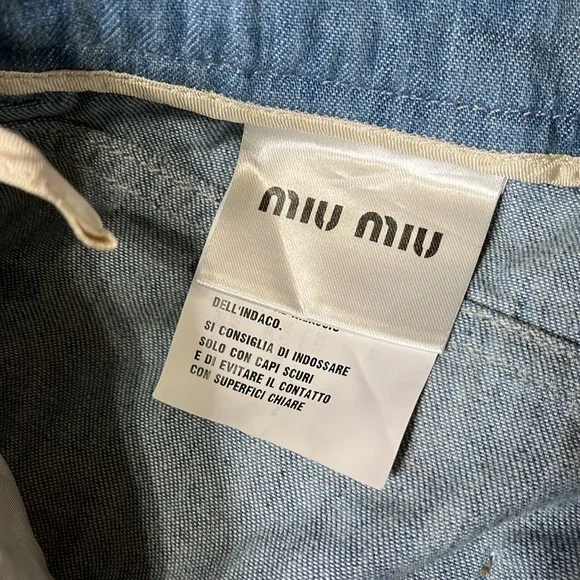 miu miu
DELL'INDACO.
SI CONSIGLIA DI INDOSSARE
SOLO CON CAPI SCURI
E DI EVITARE IL CONTATTO
CON SUPERFICI CHIARE